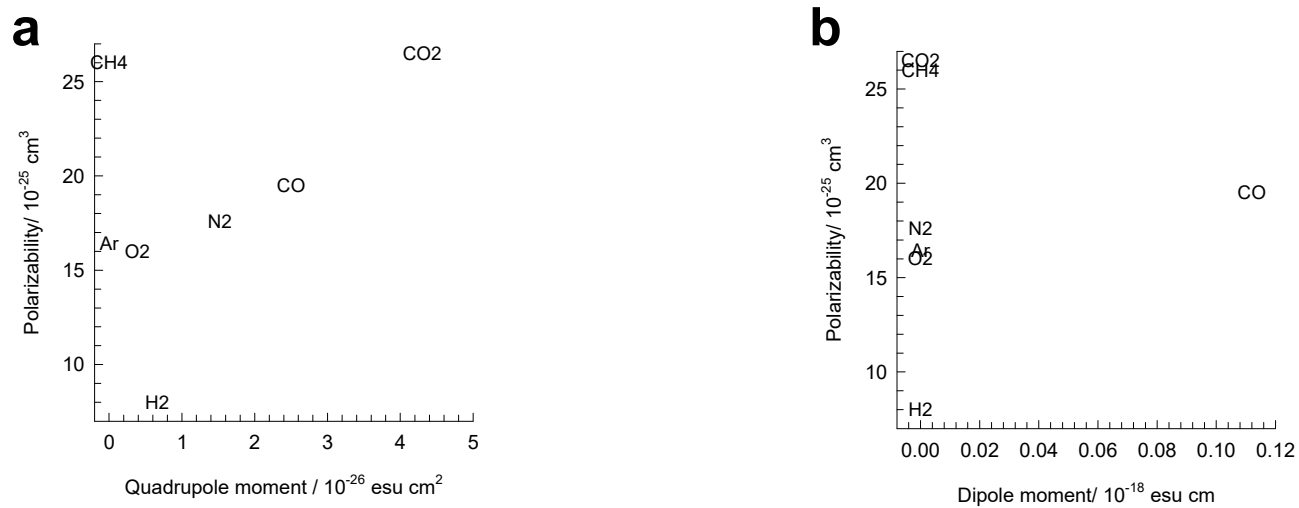 a
CH4
CO2
25
20
CO
N2
Ar
O2
15
10
H2
Polarizability/ 10⁻²⁵ cm³
0 1 2 3 4 5
Quadrupole moment / 10⁻²⁶ esu cm²
b
CO2
CH4
25
20
CO
N2
Ar
O2
15
10
H2
Polarizability/ 10⁻²⁵ cm³
0.00 0.02 0.04 0.06 0.08 0.10 0.12
Dipole moment/ 10⁻¹⁸ esu cm